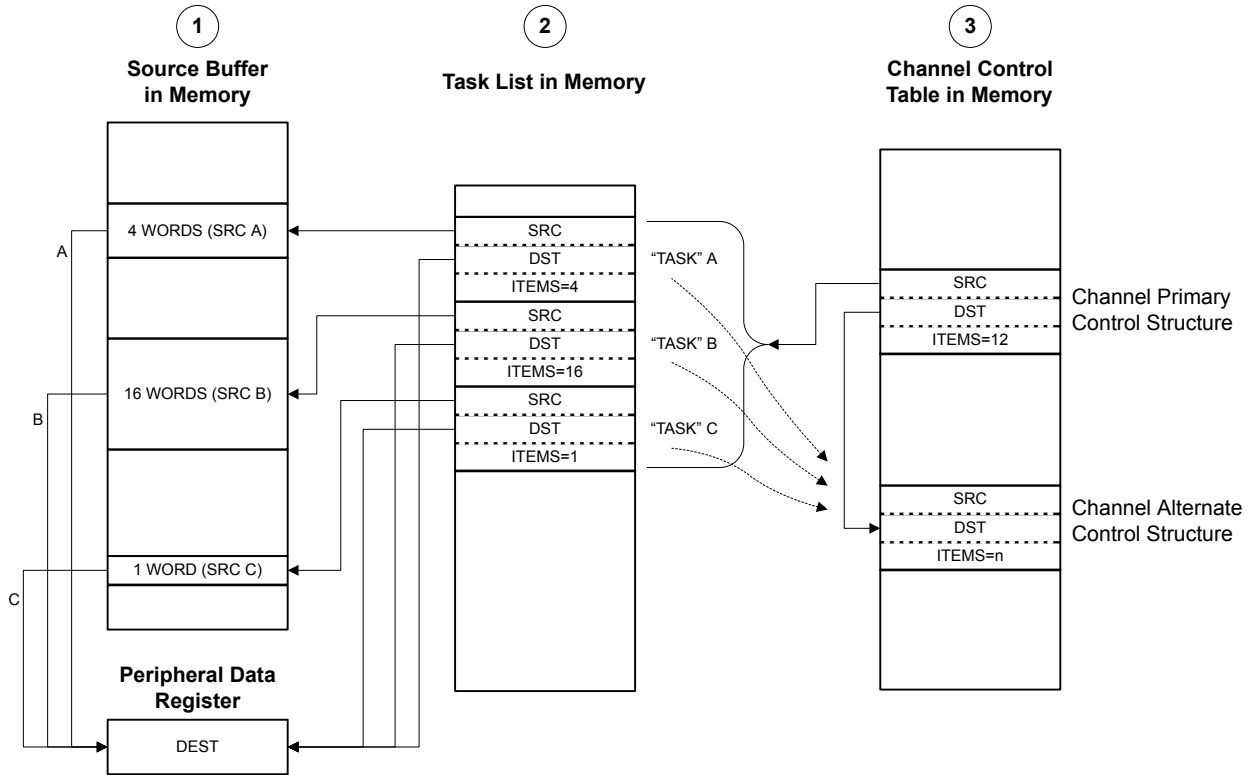 1
Source Buffer
in Memory
2
Task List in Memory
3
Channel Control
Table in Memory
4 WORDS (SRC A)
16 WORDS (SRC B)
1 WORD (SRC C)
A
B
C
Peripheral Data
Register
DEST
SRC
DST
ITEMS=4
SRC
DST
ITEMS=16
SRC
DST
ITEMS=1
“TASK” A
“TASK” B
“TASK” C
SRC
DST
ITEMS=12
Channel Primary
Control Structure
SRC
DST
ITEMS=n
Channel Alternate
Control Structure